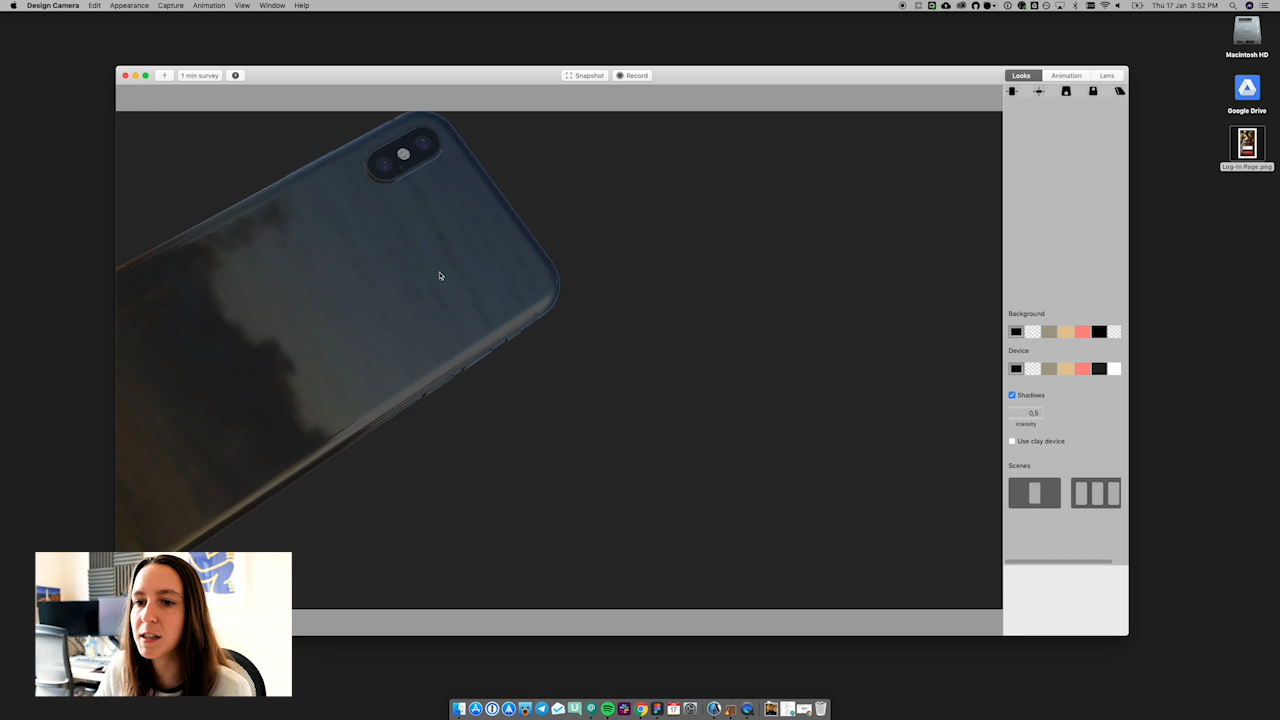 Design Camera Edit Appearance Capture Animation View Window Help
Thu 17 Jan 3:52 PM
Macintosh HD
Google Drive
Log-in Page.png
1 min survey
?
Snapshot
Record
Looks
Animation
Lens
Background
Device
Shadows
0,5
intensity
Use clay device
Scenes
17